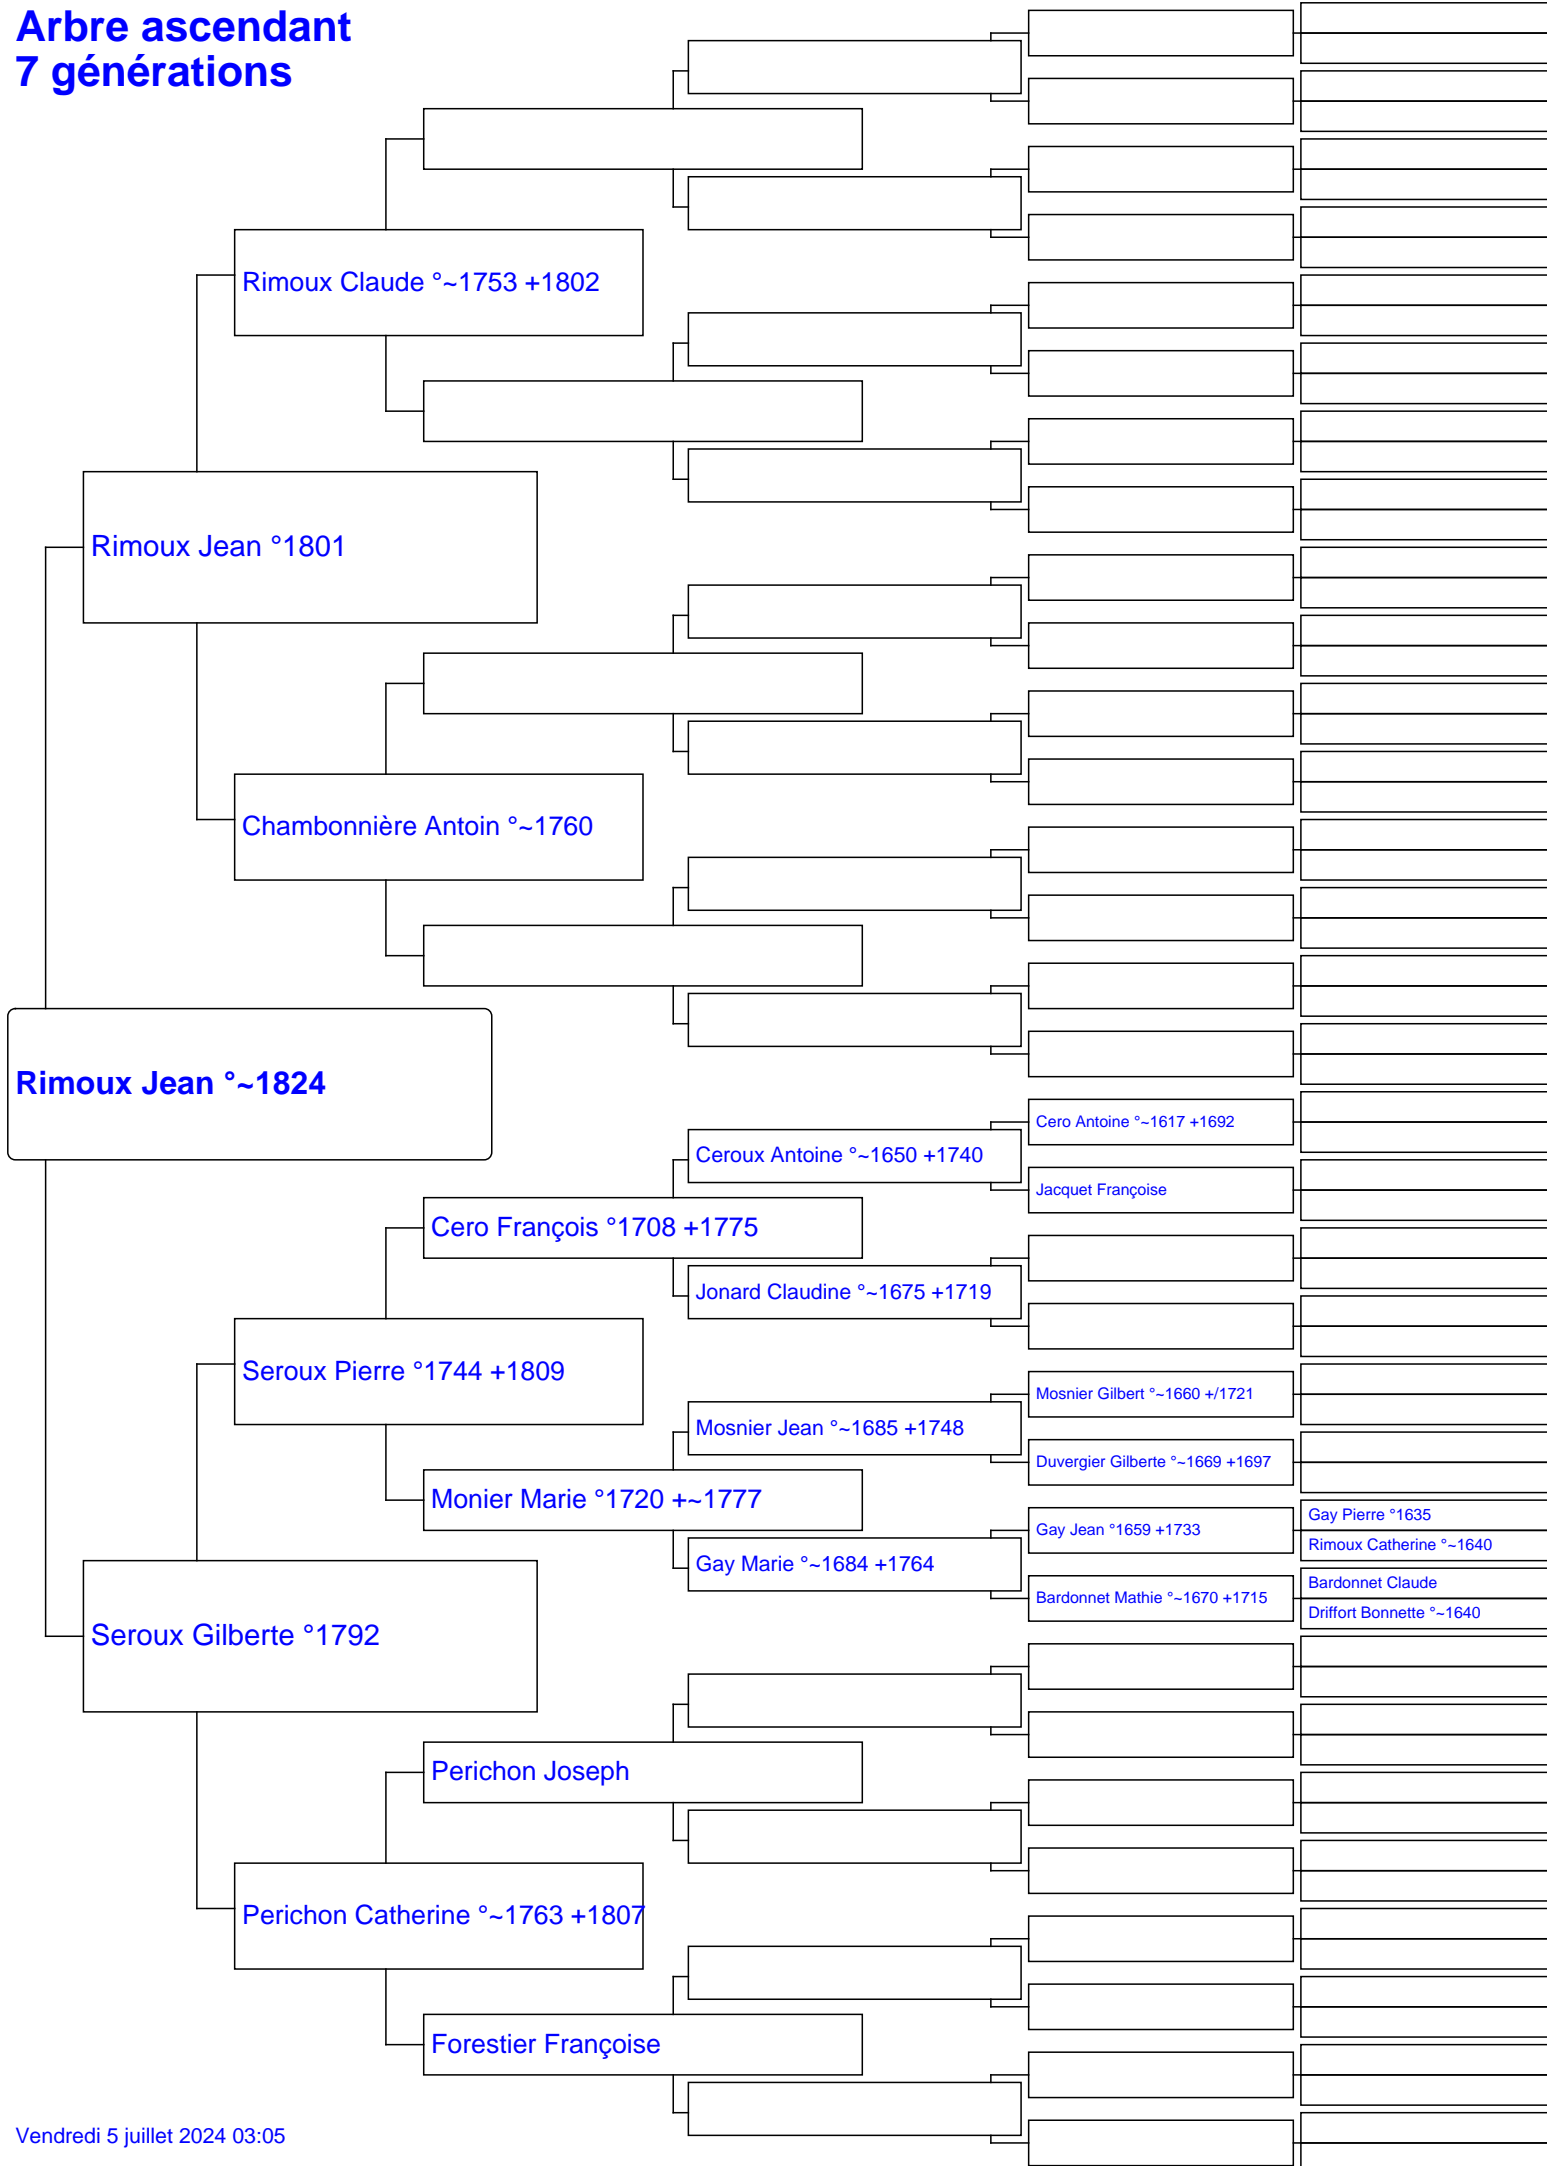 Arbre ascendant
7 générations
Rimoux Claude °~1753 +1802
Rimoux Jean °1801
Chambonnière Antoin °~1760
Rimoux Jean °~1824
Cero Antoine °~1617 +1692
Ceroux Antoine °~1650 +1740
Jacquet Françoise
Cero François °1708 +1775
Jonard Claudine °~1675 +1719
Seroux Pierre °1744 +1809
Mosnier Gilbert °~1660 +/1721
Mosnier Jean °~1685 +1748
Duvergier Gilberte °~1669 +1697
Monier Marie °1720 +~1777
Gay Pierre °1635
Gay Jean °1659 +1733
Rimoux Catherine °~1640
Gay Marie °~1684 +1764
Bardonnet Claude
Bardonnet Mathie °~1670 +1715
Driffort Bonnette °~1640
Seroux Gilberte °1792
Perichon Joseph
Perichon Catherine °~1763 +1807
Forestier Françoise
Vendredi 5 juillet 2024 03:05